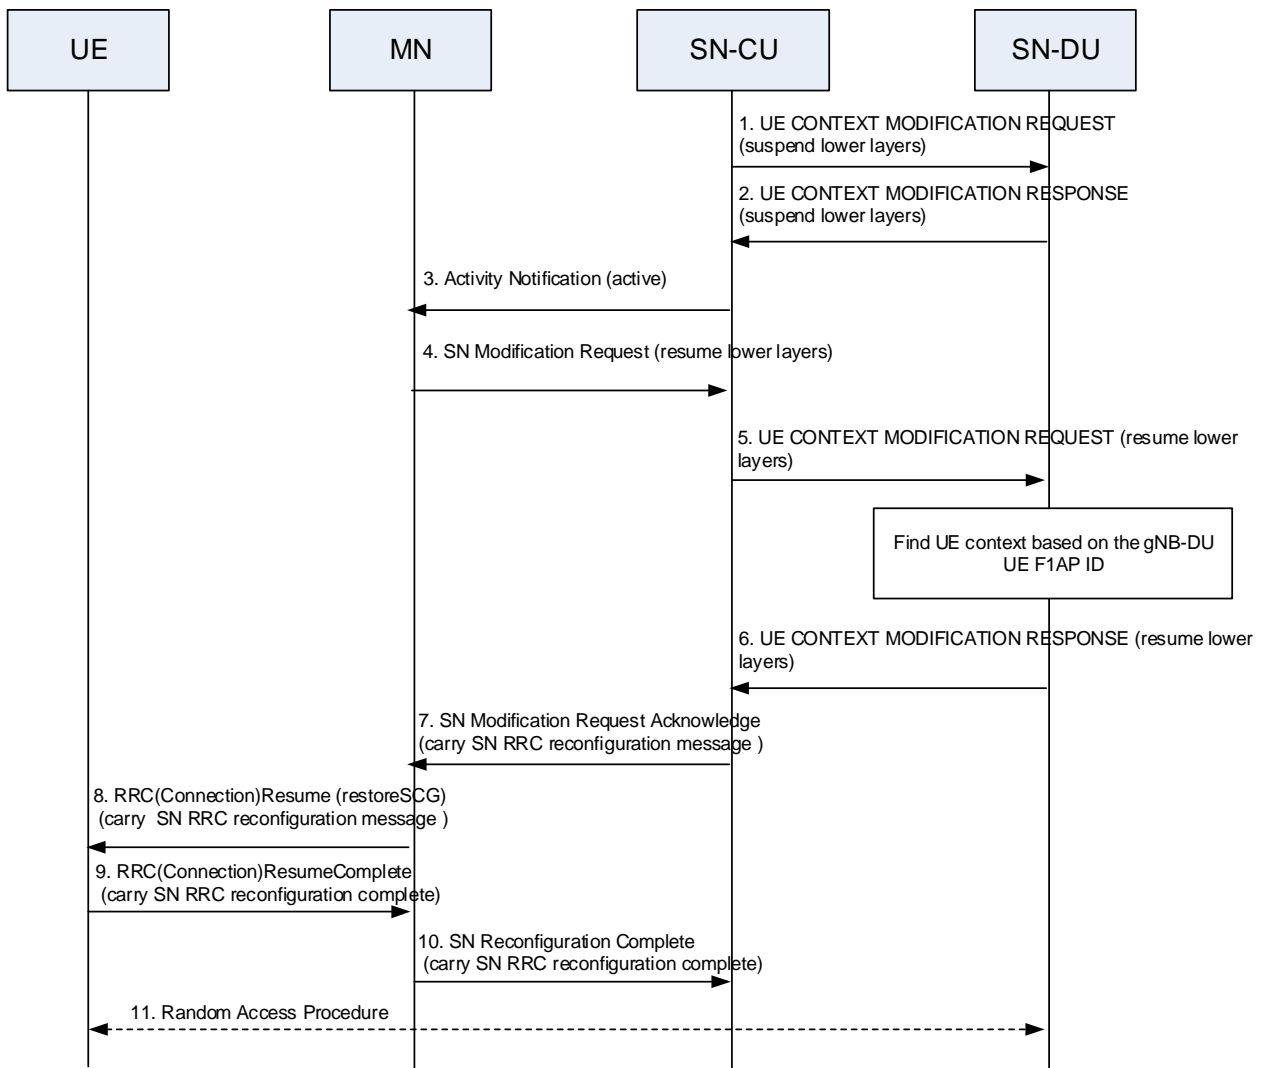 UE
MN
SN-CU
SN-DU
1. UE CONTEXT MODIFICATION REQUEST
(suspend lower layers)
2. UE CONTEXT MODIFICATION RESPONSE
(suspend lower layers)
3. Activity Notification (active)
4. SN Modification Request (resume lower layers)
5. UE CONTEXT MODIFICATION REQUEST (resume lower
layers)
Find UE context based on the gNB-DU
UE F1AP ID
6. UE CONTEXT MODIFICATION RESPONSE (resume lower
layers)
7. SN Modification Request Acknowledge
(carry SN RRC reconfiguration message )
8. RRC(Connection)Resume (restoreSCG)
(carry SN RRC reconfiguration message )
9. RRC(Connection)ResumeComplete
(carry SN RRC reconfiguration complete)
10. SN Reconfiguration Complete
(carry SN RRC reconfiguration complete)
11. Random Access Procedure